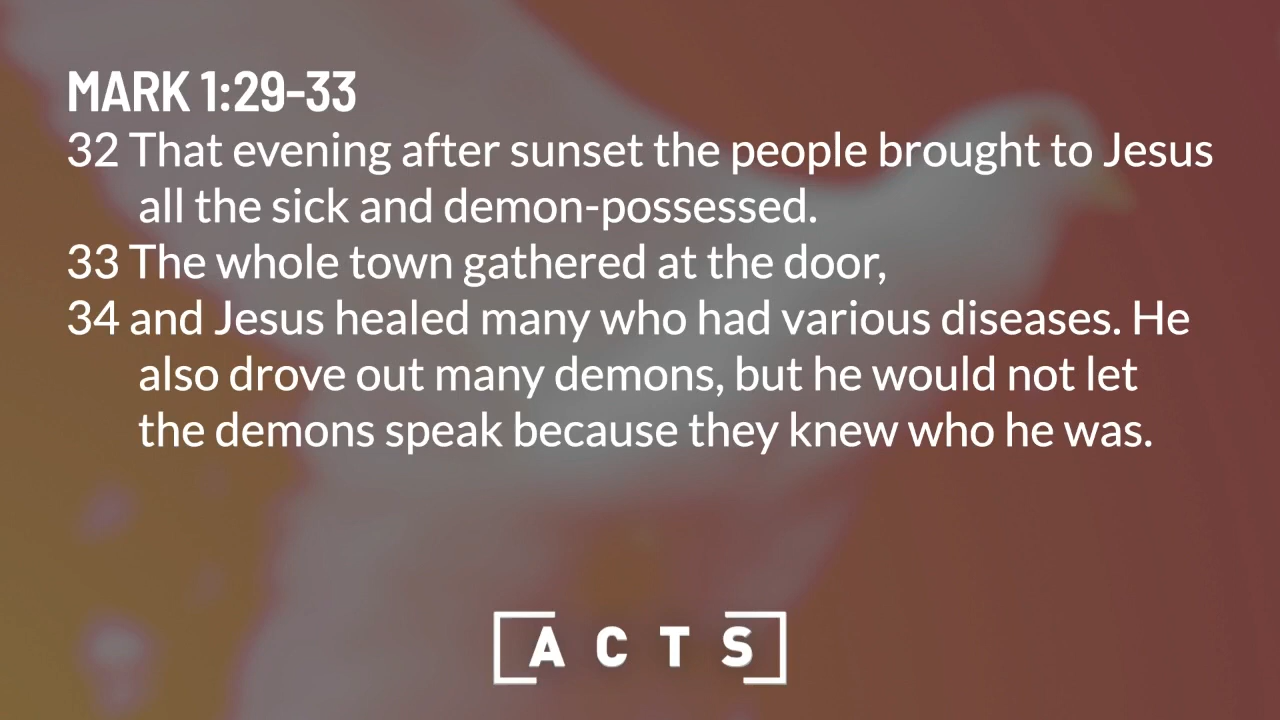 MARK 1:29-33
32 That evening after sunset the people brought to Jesus
all the sick and demon-possessed.
33 The whole town gathered at the door,
34 and Jesus healed many who had various diseases. He
also drove out many demons, but he would not let
the demons speak because they knew who he was.
ACTS